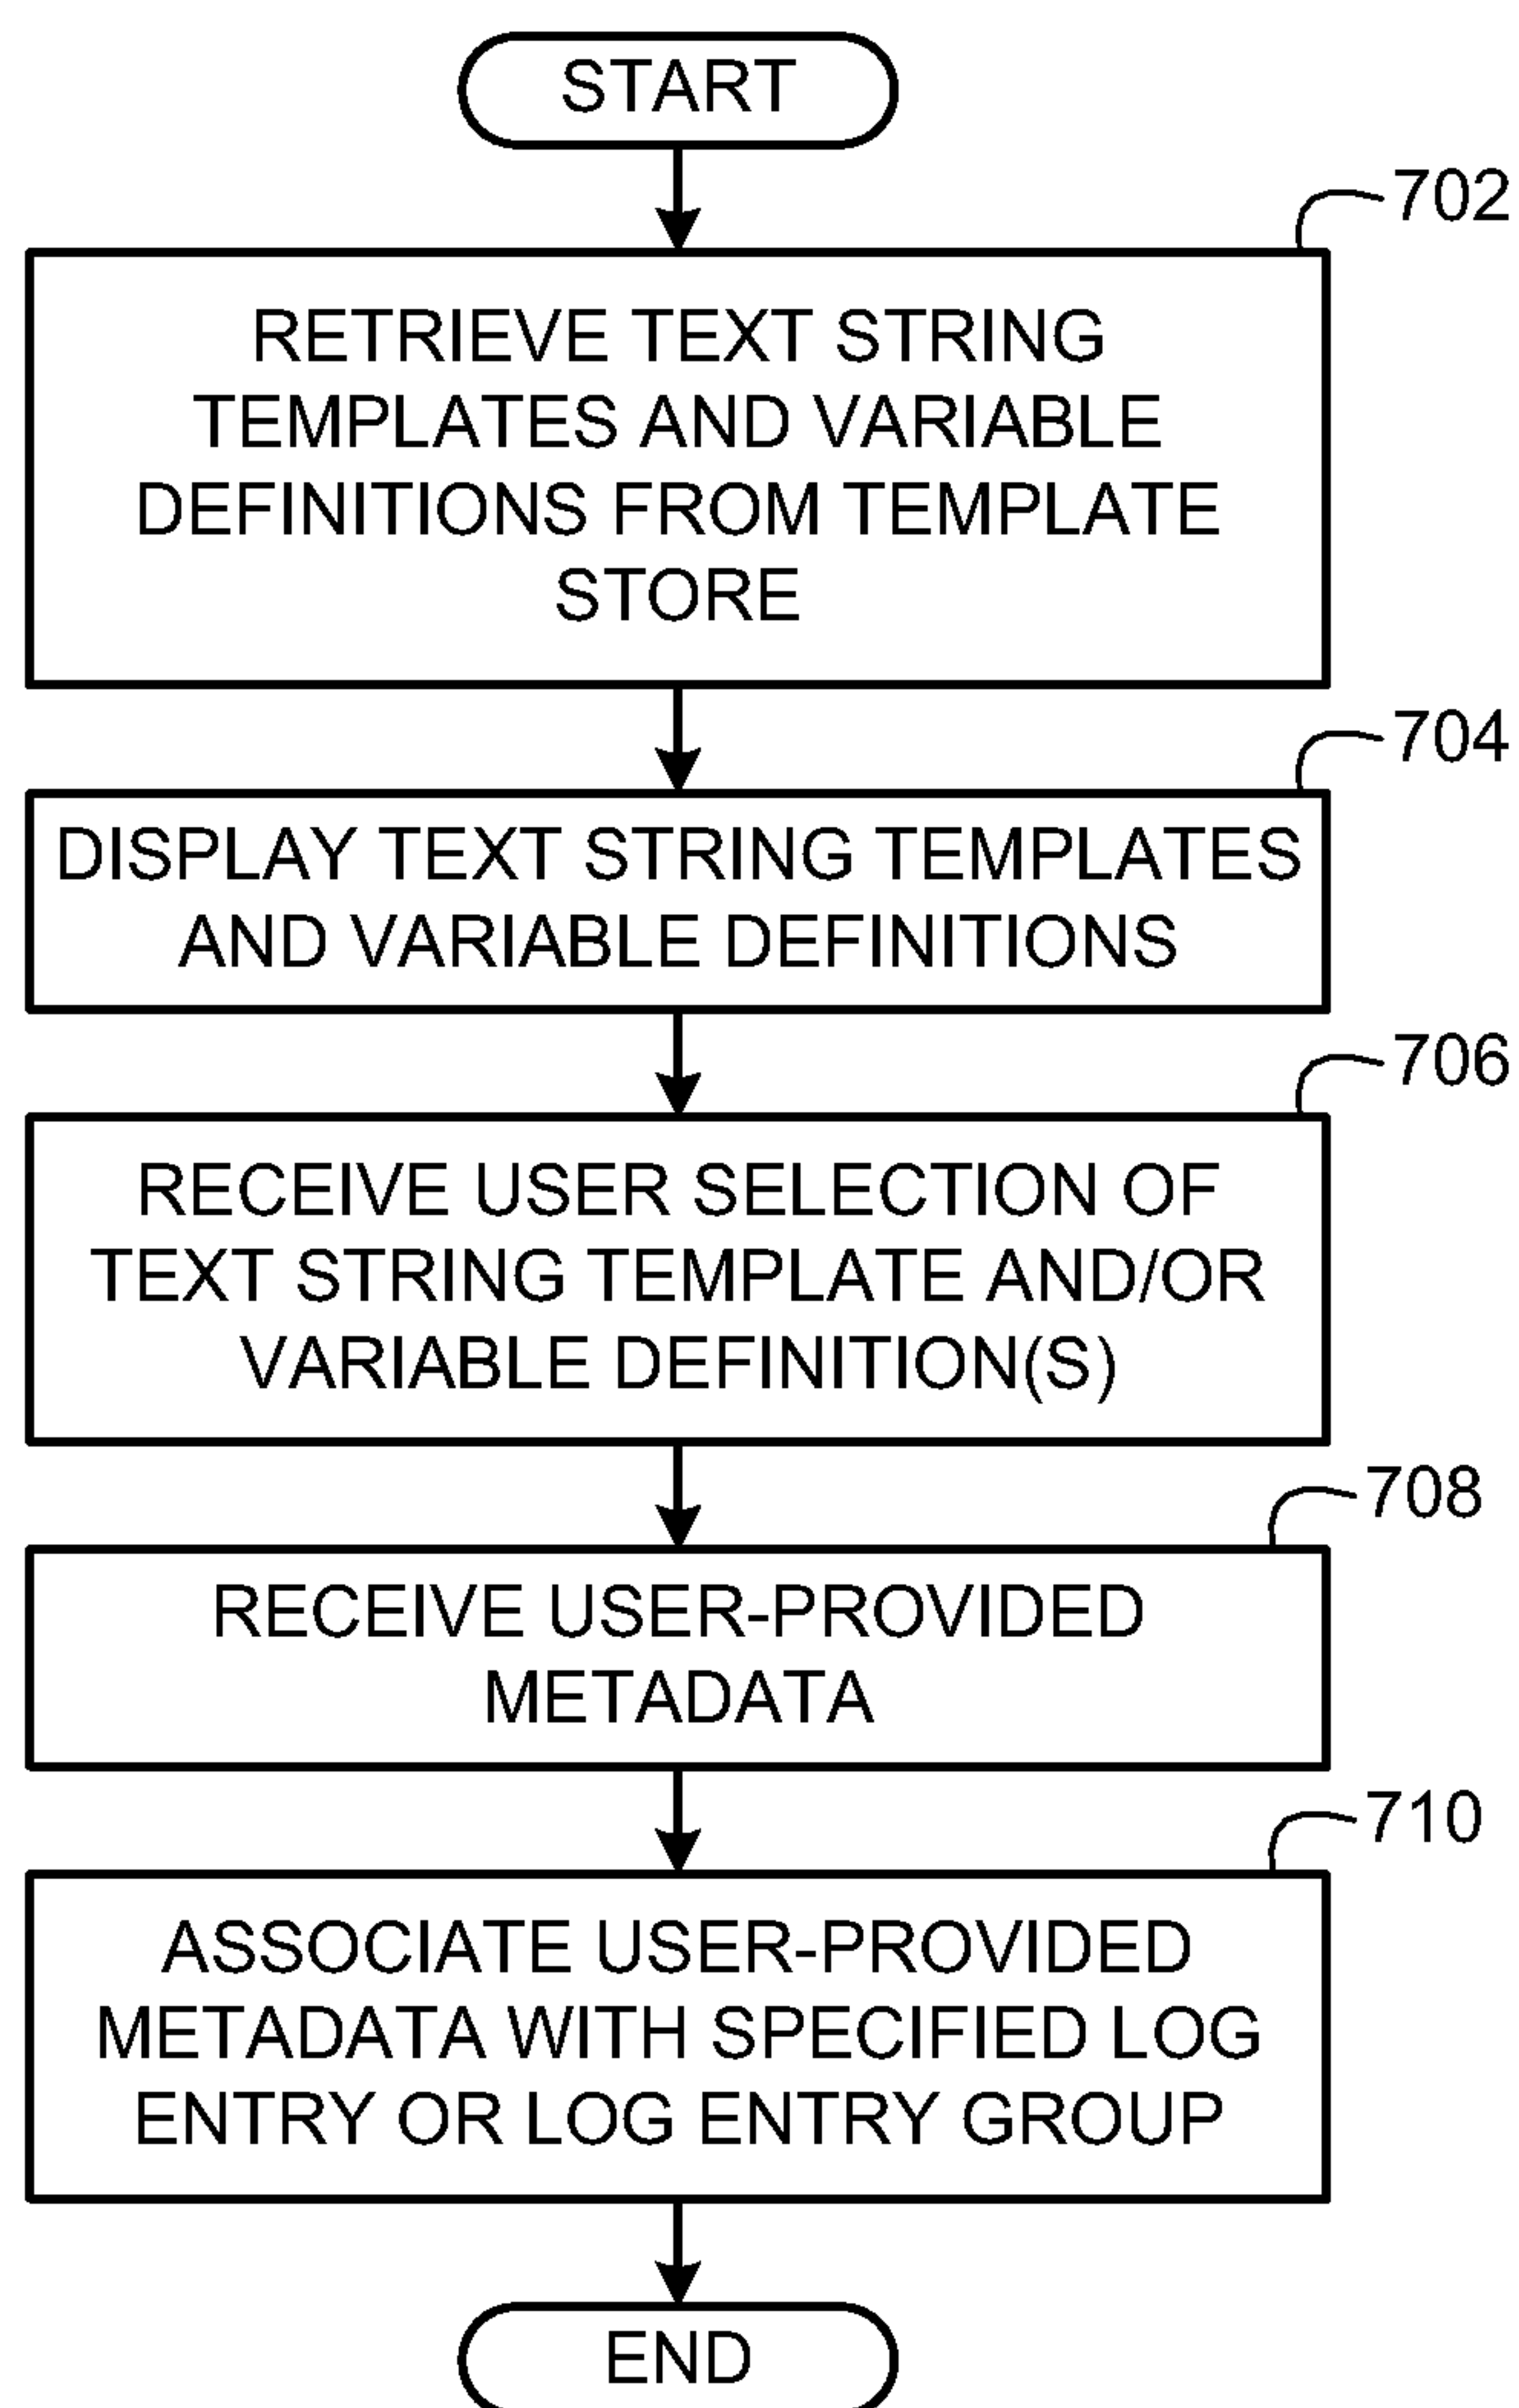 START
702
RETRIEVE TEXT STRING
TEMPLATES AND VARIABLE
DEFINITIONS FROM TEMPLATE
STORE
704
DISPLAY TEXT STRING TEMPLATES
AND VARIABLE DEFINITIONS
706
RECEIVE USER SELECTION OF
TEXT STRING TEMPLATE AND/OR
VARIABLE DEFINITION(S)
708
RECEIVE USER-PROVIDED
METADATA
710
ASSOCIATE USER-PROVIDED
METADATA WITH SPECIFIED LOG
ENTRY OR LOG ENTRY GROUP
END